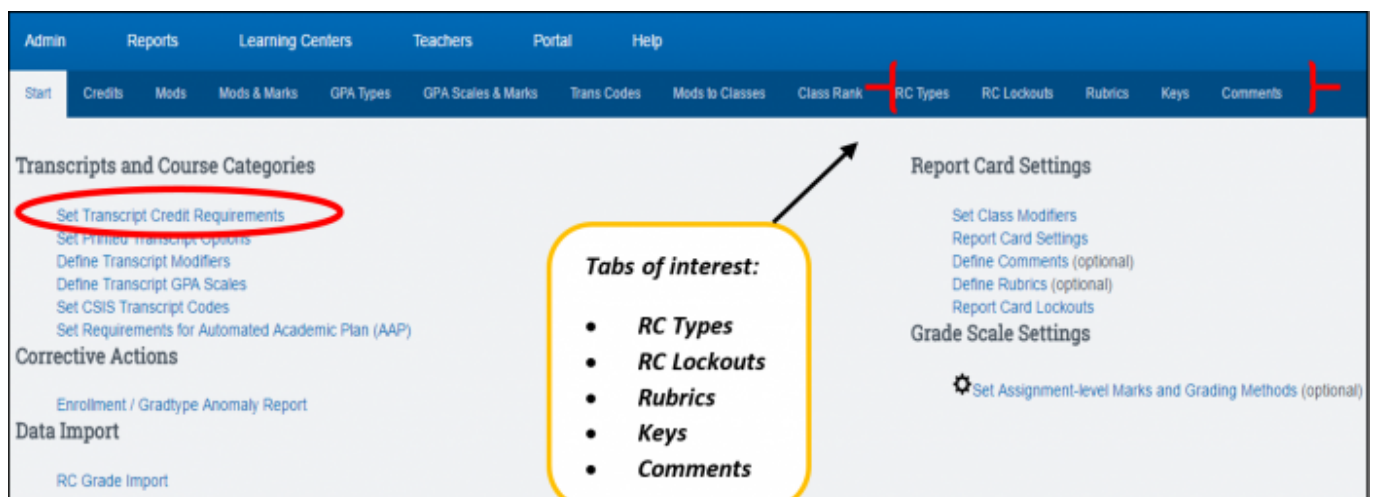 Admin Reports Learning Centers Teachers Portal Help
Start Credits Mods Mods & Marks GPA Types GPA Scales & Marks Trans Codes Mods to Classes Class Rank RC Types RC Lockouts Rubrics Keys Comments
Transcripts and Course Categories
Set Transcript Credit Requirements
Set Printed Transcript Options
Define Transcript Modifiers
Define Transcript GPA Scales
Set CSIS Transcript Codes
Set Requirements for Automated Academic Plan (AAP)
Corrective Actions
Enrollment / Gradtype Anomaly Report
Data Import
RC Grade Import
Tabs of interest:
• RC Types
• RC Lockouts
• Rubrics
• Keys
• Comments
Report Card Settings
Set Class Modifiers
Report Card Settings
Define Comments (optional)
Define Rubrics (optional)
Report Card Lockouts
Grade Scale Settings
Set Assignment-level Marks and Grading Methods (optional)